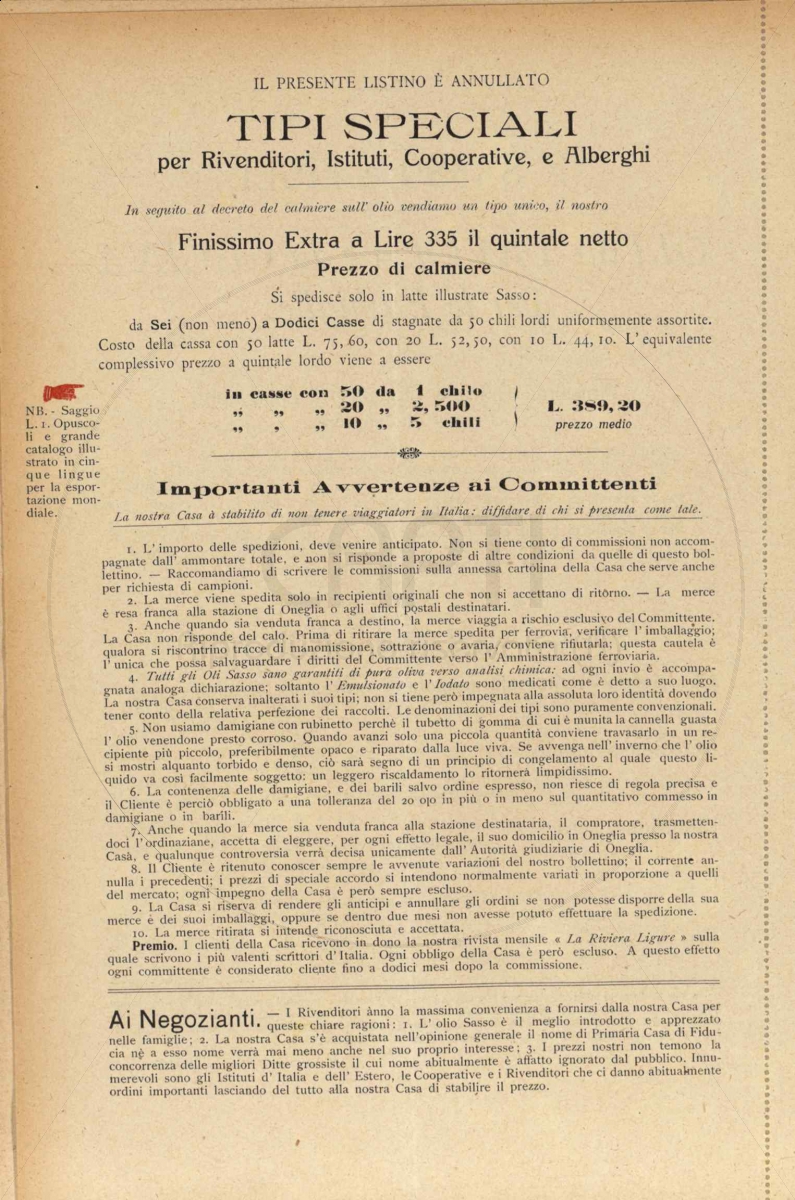 IL PRESENTE LISTINO È ANNULLATO
TIPI SPECIALI
per Rivenditori, Istituti, Cooperative, e Alberghi
In seguito al decreto del calmiere sull' olio vendiamo un tipo unico, il nostro
Finissimo Extra a Lire 335 il quintale netto
Prezzo di calmiere
Si spedisce solo in latte illustrate Sasso:
da Sei (non meno) a Dodici Casse di stagnate da 50 chili lordi uniformemente assortite.
Costo della cassa con 50 latte L. 75,60, con 20 L. 52,50, con 10 L. 44,10. L' equivalente
complessivo prezzo a quintale lordo viene a essere
in casse con 50 da 1 chilo
„ „ „ 20 „ 2,500
„ , „ 10 „ 5 chili
L. 389,20
prezzo medio
NB. - Saggio
L. 1. Opusco-
li e grande
catalogo illu-
strato in cin-
que lingue
per la espor-
tazione mon-
diale.
Importanti Avvertenze ai Committenti
La nostra Casa à stabilito di non tenere viaggiatori in Italia: diffidare di chi si presenta come tale.
1. L' importo delle spedizioni, deve venire anticipato. Non si tiene conto di commissioni non accom-
pagnate dall' ammontare totale, e non si risponde a proposte di altre condizioni da quelle di questo bol-
lettino. — Raccomandiamo di scrivere le commissioni sulla annessa cartolina della Casa che serve anche
per richiesta di campioni.
2. La merce viene spedita solo in recipienti originali che non si accettano di ritorno. — La merce
è resa franca alla stazione di Oneglia o agli uffici postali destinatari.
3. Anche quando sia venduta franca a destino, la merce viaggia a rischio esclusivo del Committente.
La Casa non risponde del calo. Prima di ritirare la merce spedita per ferrovia, verificare l' imballaggio;
qualora si riscontrino tracce di manomissione, sottrazione o avaria, conviene rifiutarla; questa cautela è
l' unica che possa salvaguardare i diritti del Committente verso l' Amministrazione ferroviaria.
4. Tutti gli Oli Sasso sano garantiti di pura oliva verso analisi chimica: ad ogni invio è accompa-
gnata analoga dichiarazione; soltanto l' Emulsionato e l' Iodato sono medicati come è detto a suo luogo.
La nostra Casa conserva inalterati i suoi tipi; non si tiene però impegnata alla assoluta loro identità dovendo
tener conto della relativa perfezione dei raccolti. Le denominazioni dei tipi sono puramente convenzionali.
5. Non usiamo damigiane con rubinetto perchè il tubetto di gomma di cui è munita la cannella guasta
l' olio venendone presto corroso. Quando avanzi solo una piccola quantità conviene travasarlo in un re-
cipiente più piccolo, preferibilmente opaco e riparato dalla luce viva. Se avvenga nell' inverno che l' olio
si mostri alquanto torbido e denso, ciò sarà segno di un principio di congelamento al quale questo li-
quido va così facilmente soggetto: un leggero riscaldamento lo ritornerà limpidissimo.
6. La contenenza delle damigiane, e dei barili salvo ordine espresso, non riesce di regola precisa e
il Cliente è perciò obbligato a una tolleranza del 20 o|o in più o in meno sul quantitativo commesso in
damigiane o in barili.
7. Anche quando la merce sia venduta franca alla stazione destinataria, il compratore, trasmetten-
doci l'ordinazione, accetta di eleggere, per ogni effetto legale, il suo domicilio in Oneglia presso la nostra
Casa, e qualunque controversia verrà decisa unicamente dall' Autorità giudiziarie di Oneglia.
8. Il Cliente è ritenuto conoscer sempre le avvenute variazioni del nostro bollettino; il corrente an-
nulla i precedenti; i prezzi di speciale accordo si intendono normalmente variati in proporzione a quelli
del mercato; ogni impegno della Casa è però sempre escluso.
9. La Casa si riserva di rendere gli anticipi e annullare gli ordini se non potesse disporre della sua
merce e dei suoi imballaggi, oppure se dentro due mesi non avesse potuto effettuare la spedizione.
10. La merce ritirata si intende riconosciuta e accettata.
Premio. I clienti della Casa ricevono in dono la nostra rivista mensile « La Riviera Ligure » sulla
quale scrivono i più valenti scrittori d' Italia. Ogni obbligo della Casa è però escluso. A questo effetto
ogni committente è considerato cliente fino a dodici mesi dopo la commissione.
Ai Negozianti. — I Rivenditori ànno la massima convenienza a fornirsi dalla nostra Casa per
queste chiare ragioni: 1. L' olio Sasso è il meglio introdotto e apprezzato
nelle famiglie; 2. La nostra Casa s'è acquistata nell'opinione generale il nome di Primaria Casa di Fidu-
cia nè a esso nome verrà mai meno anche nel suo proprio interesse; 3. I prezzi nostri non temono la
concorrenza delle migliori Ditte grossiste il cui nome abitualmente è affatto ignorato dal pubblico. Innu-
merevoli sono gli Istituti d' Italia e dell' Estero, le Cooperative e i Rivenditori che ci danno abitualmente
ordini importanti lasciando del tutto alla nostra Casa di stabilire il prezzo.